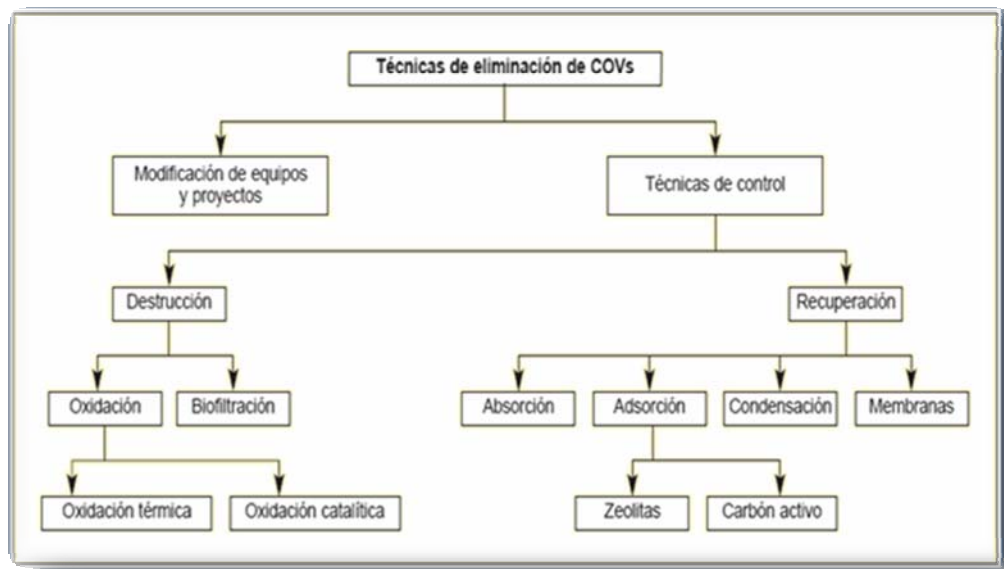 Técnicas de eliminación de COVs
Modificación de equipos
y proyectos
Técnicas de control
Destrucción
Recuperación
Oxidación
Biofiltración
Absorción
Adsorción
Condensación
Membranas
Oxidación térmica
Oxidación catalítica
Zeolitas
Carbón activo